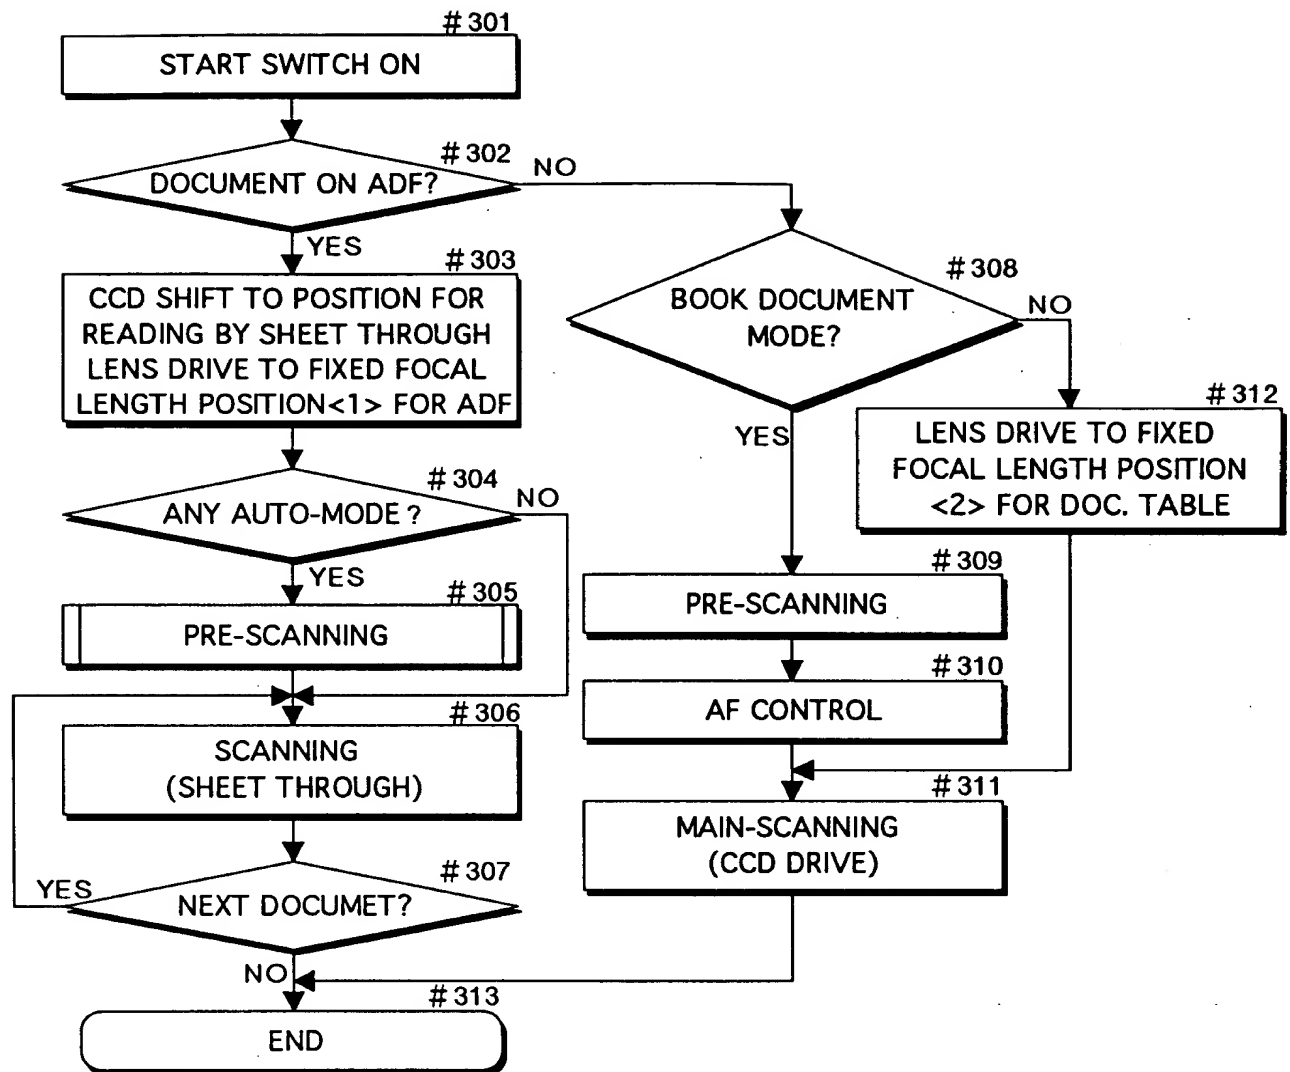 #301
START SWITCH ON
#302
DOCUMENT ON ADF?
NO
YES
#303
CCD SHIFT TO POSITION FOR
READING BY SHEET THROUGH
LENS DRIVE TO FIXED FOCAL
LENGTH POSITION<1> FOR ADF
#304
ANY AUTO-MODE?
NO
YES
#305
PRE-SCANNING
#306
SCANNING
(SHEET THROUGH)
#307
NEXT DOCUMET?
YES
NO
#308
BOOK DOCUMENT
MODE?
NO
YES
#312
LENS DRIVE TO FIXED
FOCAL LENGTH POSITION
<2> FOR DOC. TABLE
#309
PRE-SCANNING
#310
AF CONTROL
#311
MAIN-SCANNING
(CCD DRIVE)
#313
END